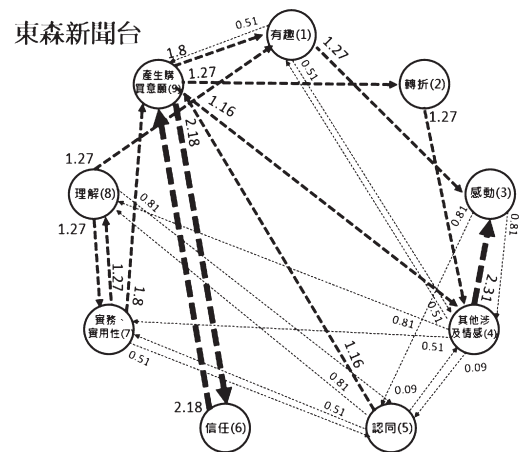 東森新聞台
有趣(1)
轉折(2)
感動(3)
其他涉
及情感(4)
認同(5)
信任(6)
實務、
實用性(7)
理解(8)
產生購
買意願(9)
0.51
1.8
1.27
0.51
1.27
1.16
2.18
1.27
1.27
0.81
0.81
0.81
1.27
1.27
1.8
2.31
0.51
0.81
0.51
1.16
0.51
0.81
0.09
0.09
0.51
2.18